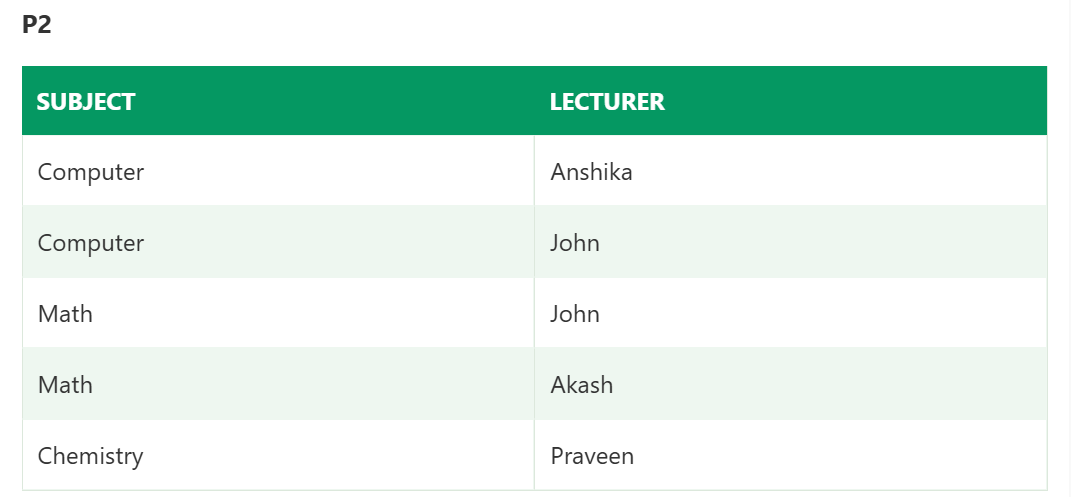 P2
SUBJECT LECTURER
Computer Anshika
Computer John
Math John
Math Akash
Chemistry Praveen